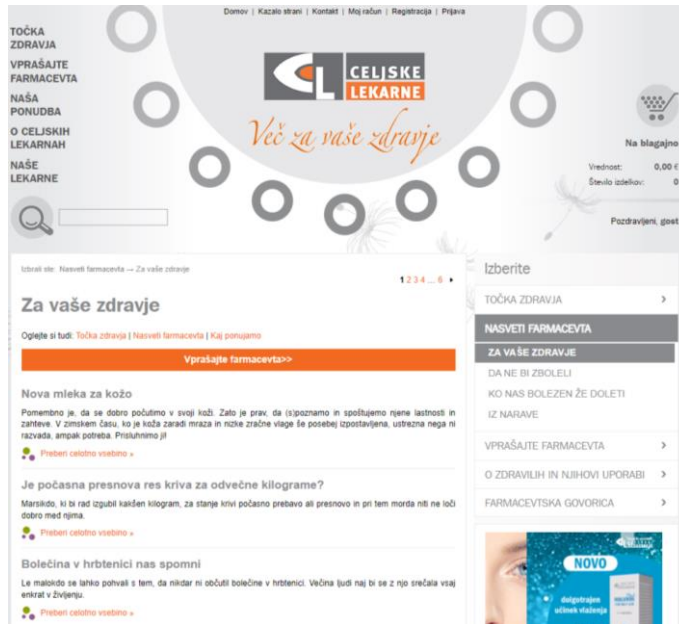 Domov | Kazalo strani | Kontakt | Moj račun | Registracija | Prijava
TOČKA
ZDRAVJA
VPRAŠAJTE
FARMACEVTA
NAŠA
PONUDBA
O CELJSKIH
LEKARNAH
NAŠE
LEKARNE
CL CELJSKE
LEKARNE
Več za vaše zdravje
Na blagajno
Vrednost: 0,00 €
Število izdelkov: 0
Pozdravljeni, gost
Izbrali ste: Nasveti farmacevta → Za vaše zdravje
1 2 3 4 ... 6
Za vaše zdravje
Oglejte si tudi: Točka zdravja | Nasveti farmacevta | Kaj ponujamo
Vprašajte farmacevta>>
Nova mleka za kožo
Pomembno je, da se dobro počutimo v svoji koži. Zato je prav, da (s)poznamo in spoštujemo njene lastnosti in
zahteve. V zimskem času, ko je koža zaradi mraza in nizke zračne vlage še posebej izpostavljena, ustrezna nega ni
razvada, ampak potreba. Prisluhnimo ji!
Preberi celotno vsebino »
Je počasna presnova res kriva za odvečne kilograme?
Marsikdo, ki bi rad izgubil kakšen kilogram, za stanje krivi počasno prebavo ali presnovo in pri tem morda niti ne loči
dobro med njima.
Preberi celotno vsebino »
Bolečina v hrbtenici nas spomni
Le malokdo se lahko pohvali s tem, da nikdar ni občutil bolečine v hrbtenici. Večina ljudi naj bi se z njo srečala vsaj
enkrat v življenju.
Preberi celotno vsebino »
Izberite
TOČKA ZDRAVJA
NASVETI FARMACEVTA
ZA VAŠE ZDRAVJE
DA NE BI ZBOLELI
KO NAS BOLEZEN ŽE DOLETI
IZ NARAVE
VPRAŠAJTE FARMACEVTA
O ZDRAVILIH IN NJIHOVI UPORABI
FARMACEVTSKA GOVORICA
NOVO
dolgotrajen
učinek vlaženja